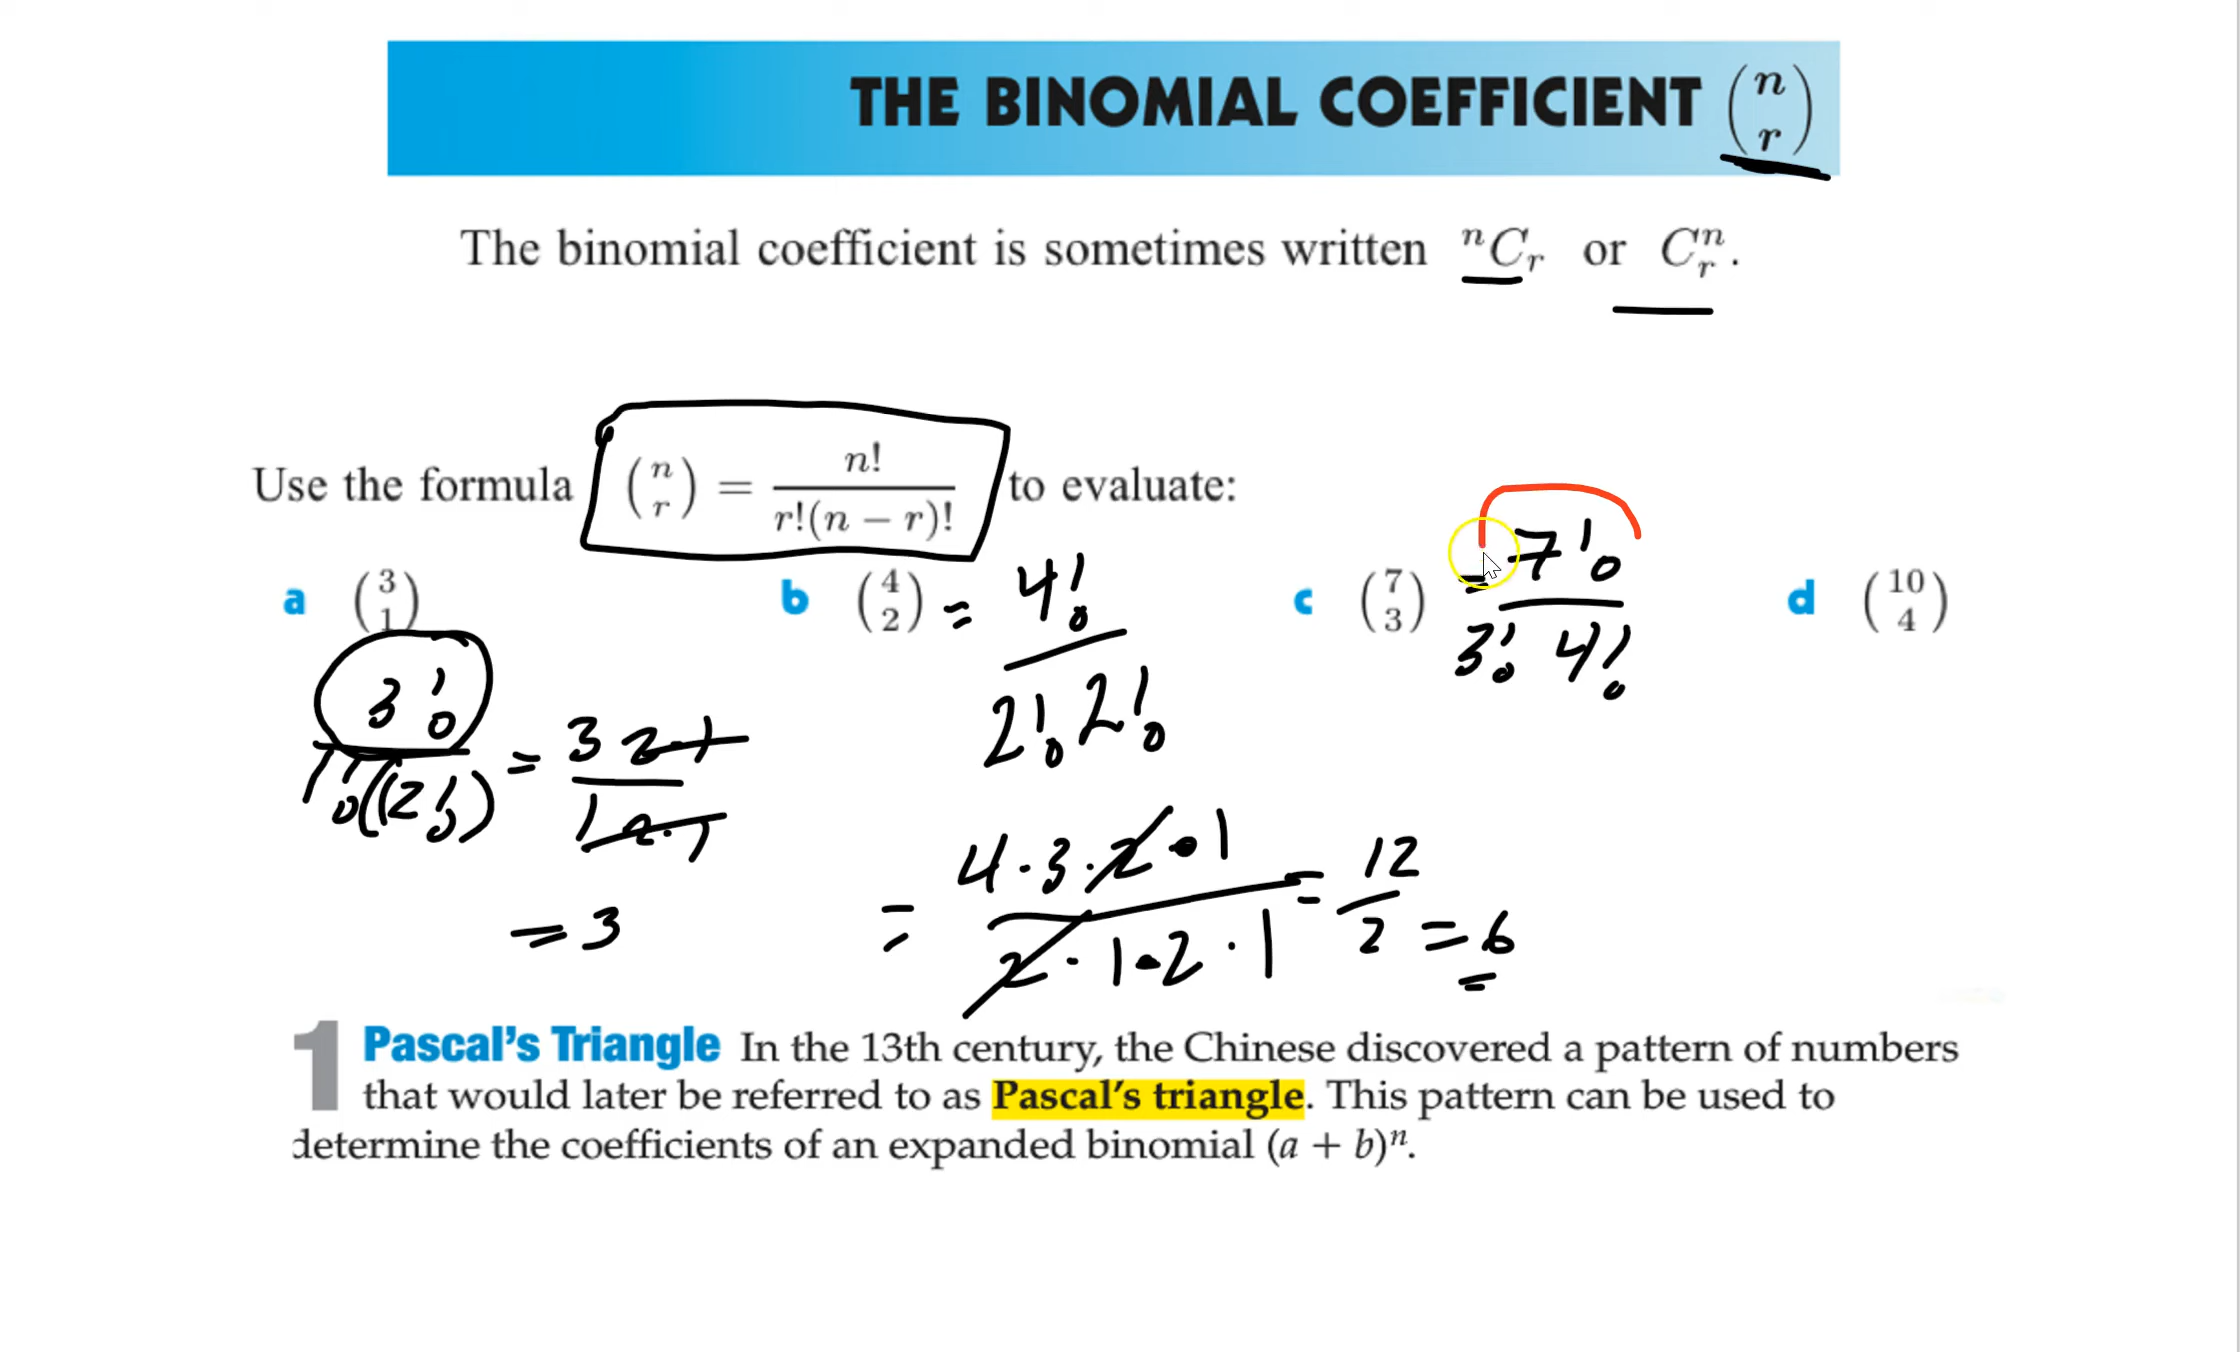 THE BINOMIAL COEFFICIENT (n r)
The binomial coefficient is sometimes written ⁿCᵣ or Cⁿᵣ.
Use the formula (n r) = n! / r!(n − r)! to evaluate:
a (3 1)
b (4 2) = 4! / 2! 2!
c (7 3) = 7! / 3! 4!
d (10 4)
3! / 1!(2!) = 3 2·1 / 1 2·1
= 3
= 4·3·2·1 / 2·1·2·1 = 12 / 2 = 6
1 Pascal's Triangle In the 13th century, the Chinese discovered a pattern of numbers
that would later be referred to as Pascal's triangle. This pattern can be used to
determine the coefficients of an expanded binomial (a + b)ⁿ.